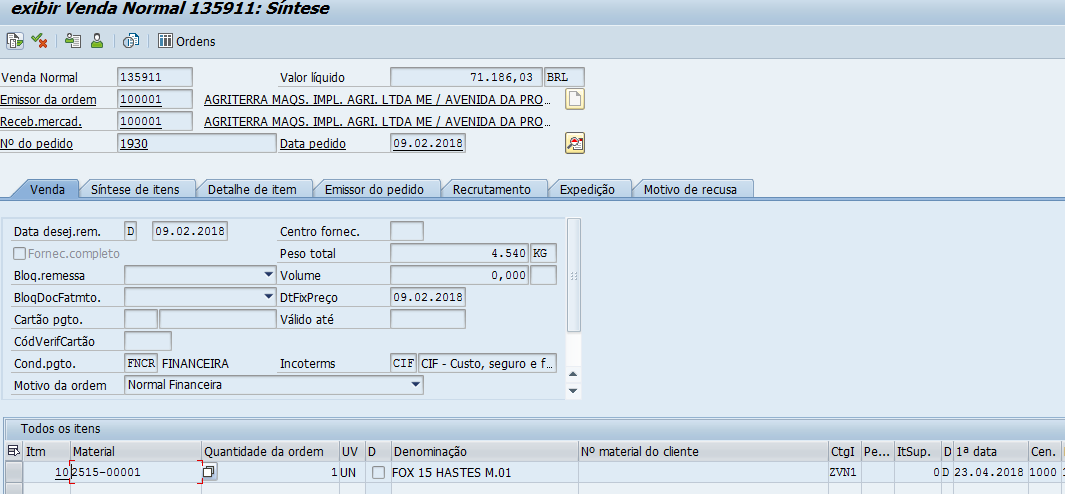 exibir Venda Normal 135911: Síntese
Ordens
Venda Normal 135911 Valor líquido 71.186,03 BRL
Emissor da ordem 100001 AGRITERRA MAQS. IMPL. AGRI. LTDA ME / AVENIDA DA PRO...
Receb.mercad. 100001 AGRITERRA MAQS. IMPL. AGRI. LTDA ME / AVENIDA DA PRO...
Nº do pedido 1930 Data pedido 09.02.2018
Venda Síntese de itens Detalhe de item Emissor do pedido Recrutamento Expedição Motivo de recusa
Data desej.rem. D 09.02.2018 Centro fornec.
Fornec.completo Peso total 4.540 KG
Bloq.remessa Volume 0,000
BloqDocFatmto. DtFixPreço 09.02.2018
Cartão pgto. Válido até
CódVerifCartão
Cond.pgto. FNCR FINANCEIRA Incoterms CIF CIF - Custo, seguro e f...
Motivo da ordem Normal Financeira
Todos os itens
Itm Material Quantidade da ordem UV D Denominação Nº material do cliente CtgI Pe... ItSup. D 1ª data Cen.
10 2515-00001 1 UN FOX 15 HASTES M.01 ZVN1 0 D 23.04.2018 1000